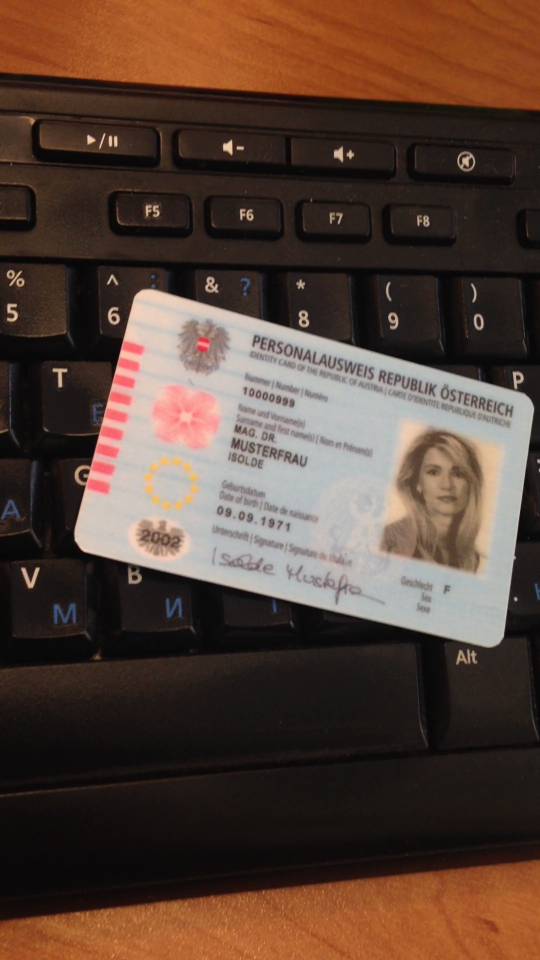 ▶/II
F5
F6
F7
F8
%
5
^
6
&
?
*
8
(
9
)
0
T
P
G
А
PERSONALAUSWEIS REPUBLIK ÖSTERREICH
IDENTITY CARD OF THE REPUBLIC OF AUSTRIA | CARTE D'IDENTITÉ REPUBLIQUE D'AUTRICHE
Nummer | Number | Numéro
10000999
Name und Vorname(n)
Surname and first name(s) | Nom et Prénom(s)
MAG. DR.
MUSTERFRAU
ISOLDE
Geburtsdatum
Date of birth | Date de naissance
09.09.1971
Unterschrift | Signature | Signature du titulaire
Isolde Musterfrau
Geschlecht F
Sex
Sexe
2002
V
М
B
И
Alt